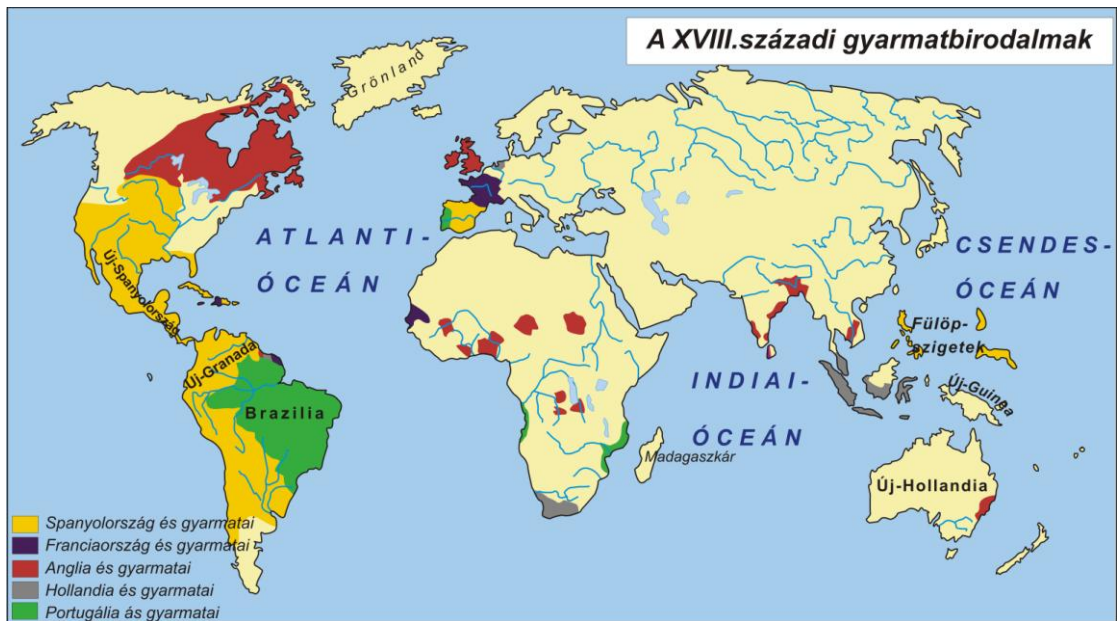 A XVIII.századi gyarmatbirodalmak
Grönland
ATLANTI-
ÓCEÁN
CSENDES-
ÓCEÁN
Új-Spanyolország
Fülöp-
szigetek
Új-Granada
INDIAI-
ÓCEÁN
Új-Guinea
Brazilia
Madagaszkár
Új-Hollandia
Spanyolország és gyarmatai
Franciaország és gyarmatai
Anglia és gyarmatai
Hollandia és gyarmatai
Portugália ás gyarmatai